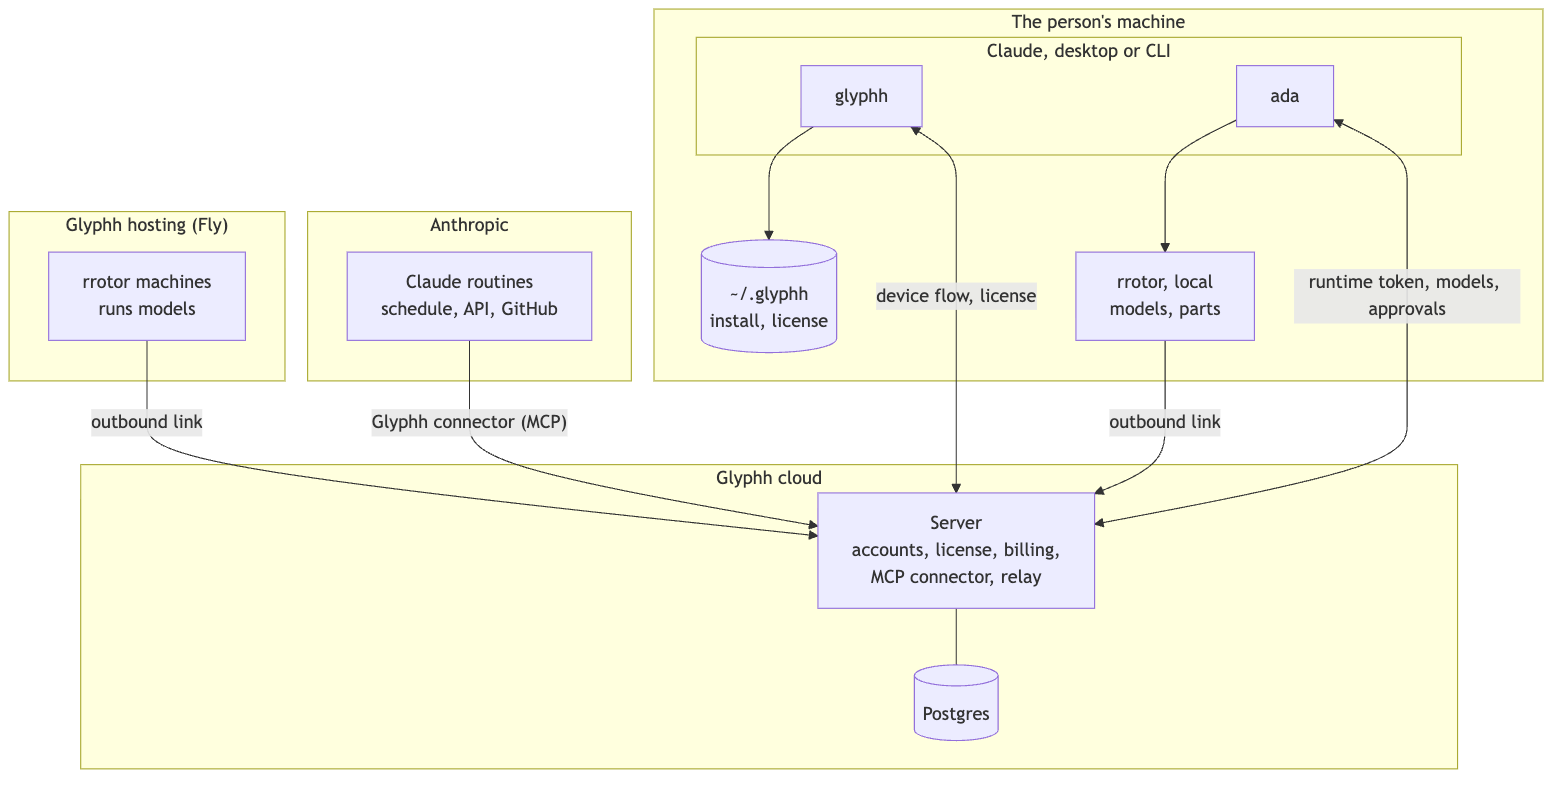 The person's machine
Claude, desktop or CLI
glyphh
ada
Glyphh hosting (Fly)
rrotor machines
runs models
Anthropic
Claude routines
schedule, API, GitHub
~/.glyphh
install, license
device flow, license
rrotor, local
models, parts
runtime token, models,
approvals
outbound link
Glyphh connector (MCP)
outbound link
Glyphh cloud
Server
accounts, license, billing,
MCP connector, relay
Postgres